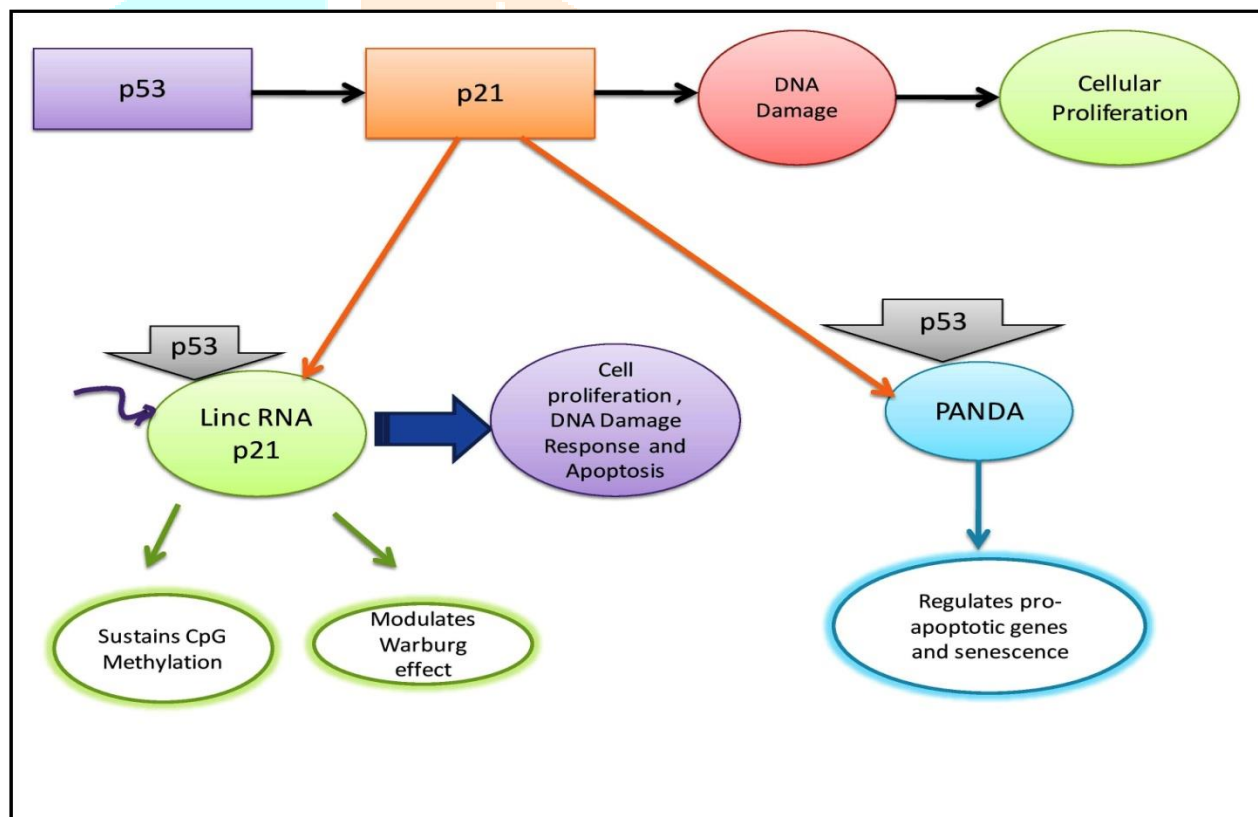 p53
p21
DNA
Damage
Cellular
Proliferation
p53
Linc RNA
p21
Cell
proliferation ,
DNA Damage
Response and
Apoptosis
p53
PANDA
Sustains CpG
Methylation
Modulates
Warburg
effect
Regulates pro-
apoptotic genes
and senescence